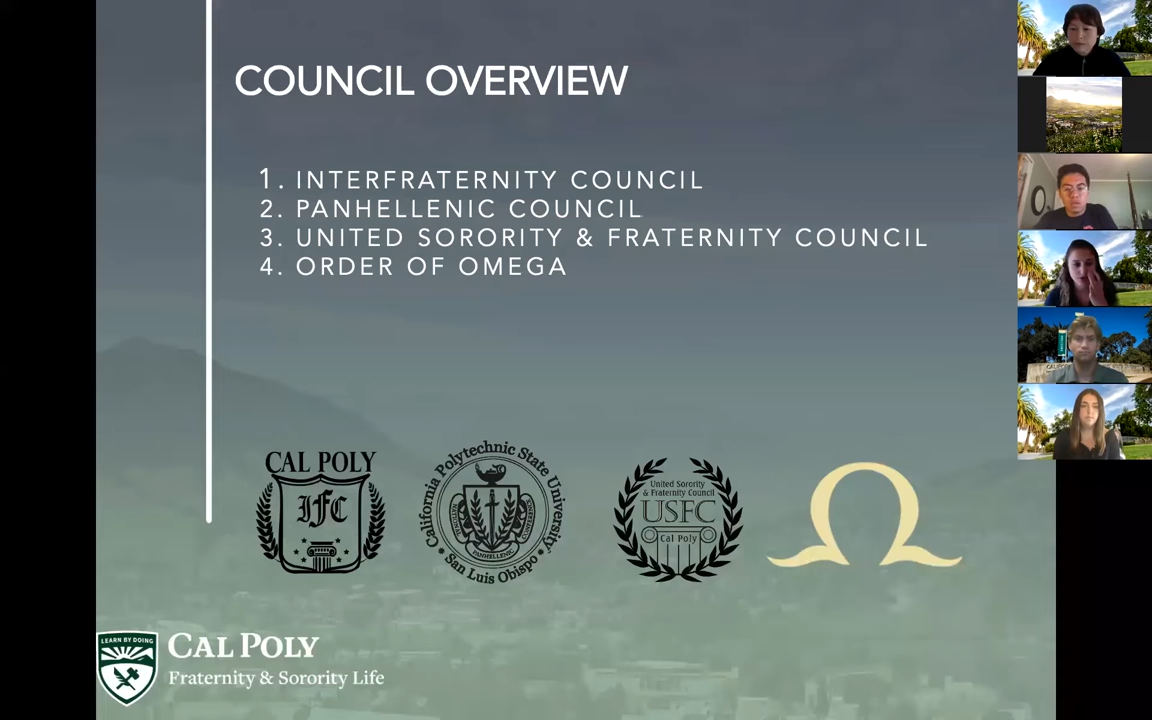 COUNCIL OVERVIEW
1. INTERFRATERNITY COUNCIL
2. PANHELLENIC COUNCIL
3. UNITED SORORITY & FRATERNITY COUNCIL
4. ORDER OF OMEGA
CAL POLY
IFC
California Polytechnic State University
San Luis Obispo
PANHELLENIC
United Sorority
& Fraternity Council
USFC
Cal Poly
LEARN BY DOING
CAL POLY
Fraternity & Sorority Life